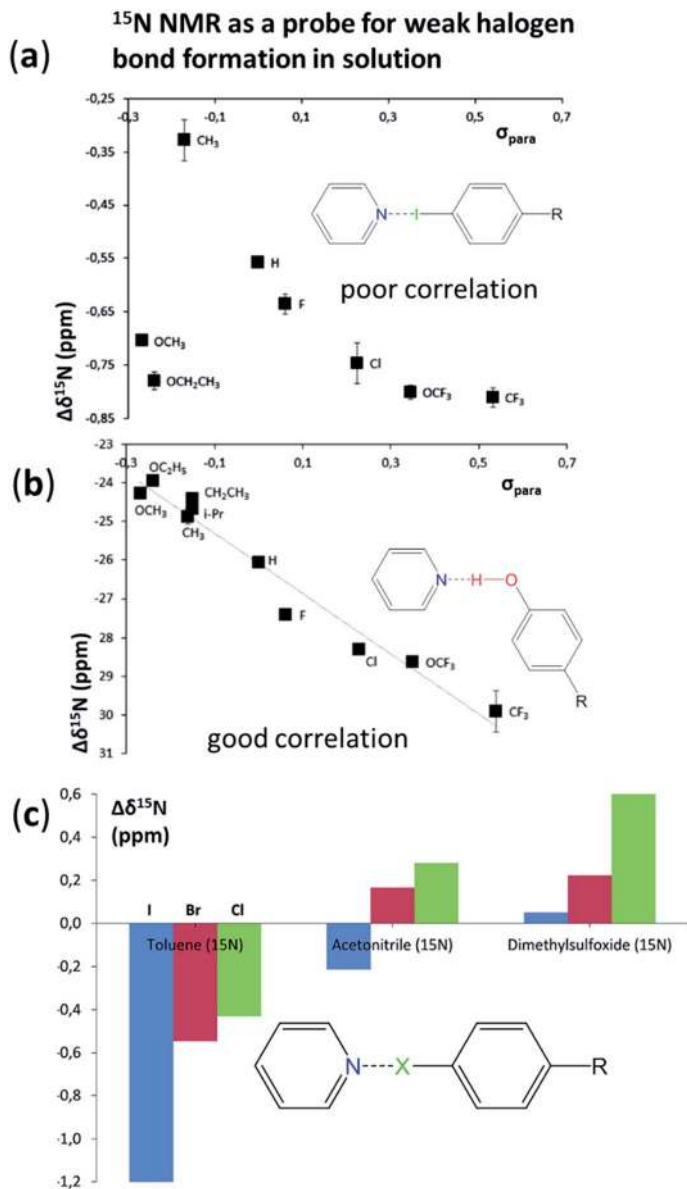 ¹⁵N NMR as a probe for weak halogen
bond formation in solution
(a)
-0,25
-0,3 -0,1 0,1 0,3 0,5 0,7
σpara
-0,35
-0,45
-0,55
-0,65
-0,75
-0,85
Δδ¹⁵N (ppm)
CH₃
H
F
OCH₃
OCH₂CH₃
Cl
OCF₃
CF₃
N I R
poor correlation
(b)
-23
-0,3 -0,1 0,1 0,3 0,5 0,7
σpara
-24
-25
-26
-27
-28
-29
30
31
Δδ¹⁵N (ppm)
OC₂H₅
OCH₃
CH₂CH₃
i-Pr
CH₃
H
F
Cl
OCF₃
CF₃
N H O
R
good correlation
(c)
Δδ¹⁵N
(ppm)
0,6
0,4
0,2
0,0
-0,2
-0,4
-0,6
-0,8
-1,0
-1,2
I Br Cl
Toluene (15N) Acetonitrile (15N) Dimethylsulfoxide (15N)
N X R